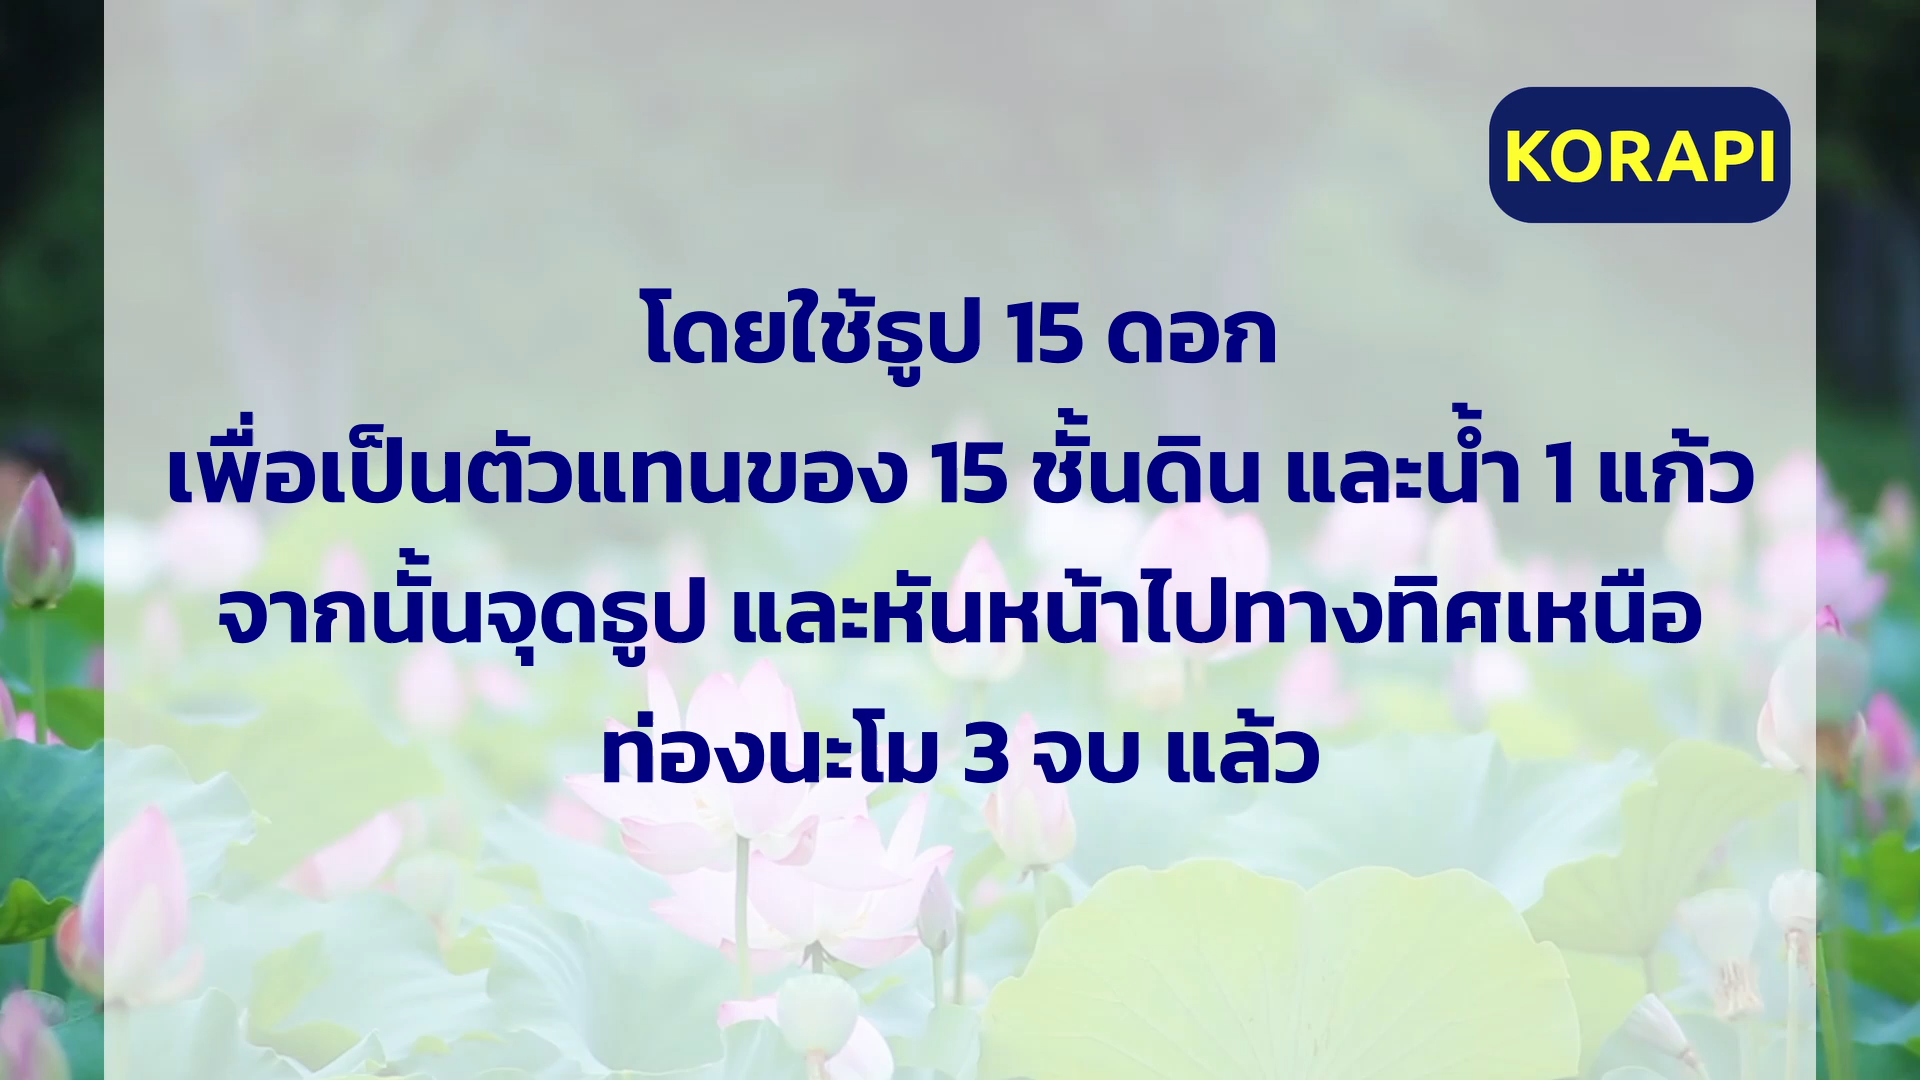 KORAPI
โดยใช้ธูป 15 ดอก
เพื่อเป็นตัวแทนของ 15 ชั้นดิน และน้ำ 1 แก้ว
จากนั้นจุดธูป และหันหน้าไปทางทิศเหนือ
ท่องนะโม 3 จบ แล้ว